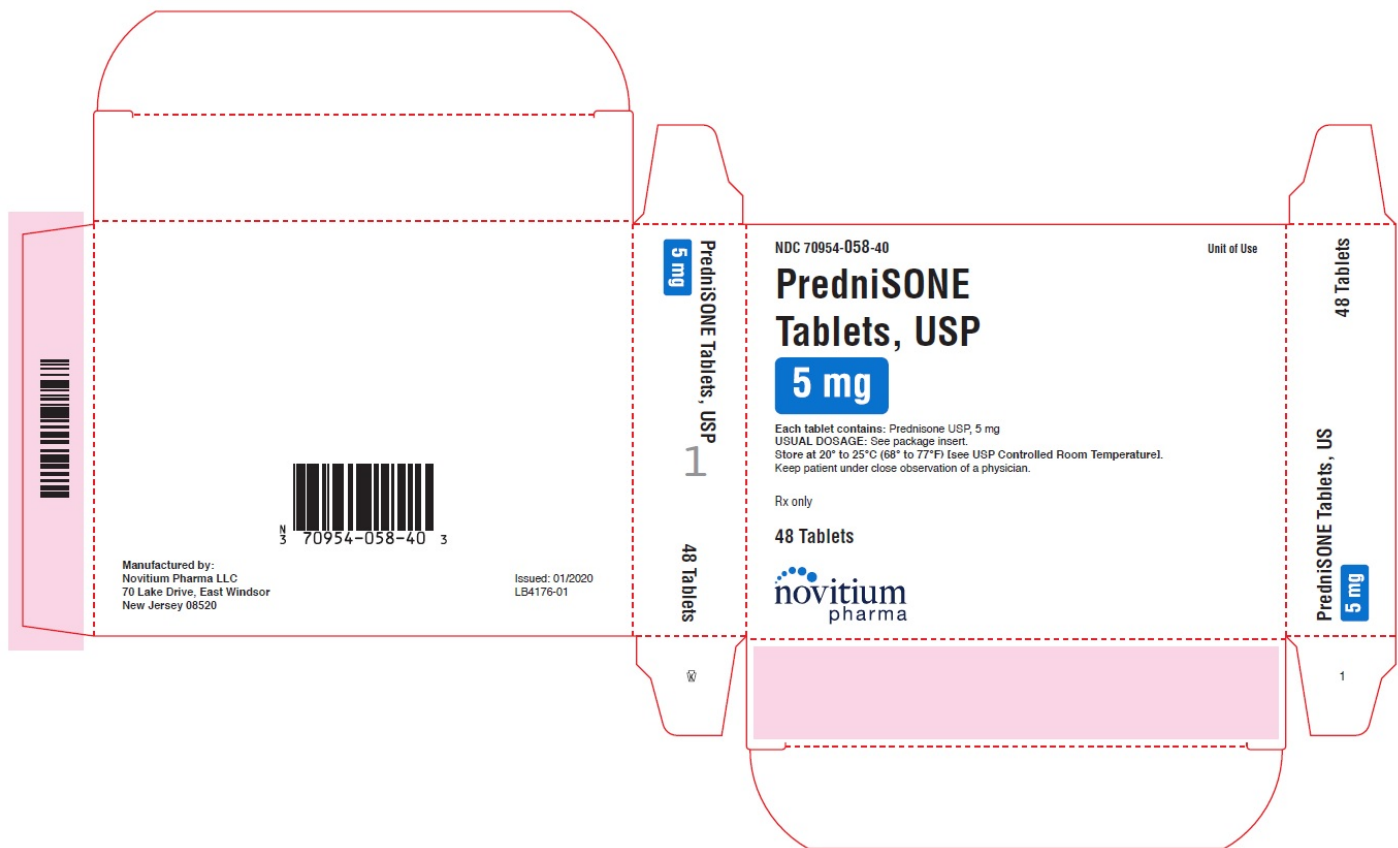 PredniSONE Tablets, USP
5 mg
1
48 Tablets
NDC 70954-058-40
Unit of Use
PredniSONE
Tablets, USP
5 mg
Each tablet contains: Prednisone USP, 5 mg
USUAL DOSAGE: See package insert.
Store at 20° to 25°C (68° to 77°F) [see USP Controlled Room Temperature].
Keep patient under close observation of a physician.
Rx only
48 Tablets
novitium
pharma
48 Tablets
PredniSONE Tablets, US
5 mg
1
N
3 70954-058-40 3
Manufactured by:
Novitium Pharma LLC
70 Lake Drive, East Windsor
New Jersey 08520
Issued: 01/2020
LB4176-01